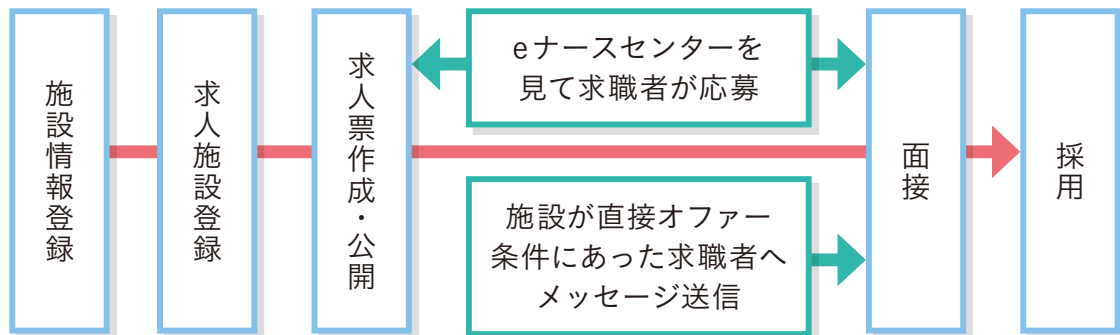 施設情報登録
求人施設登録
求人票作成・公開
eナースセンターを
見て求職者が応募
施設が直接オファー
条件にあった求職者へ
メッセージ送信
面接
採用